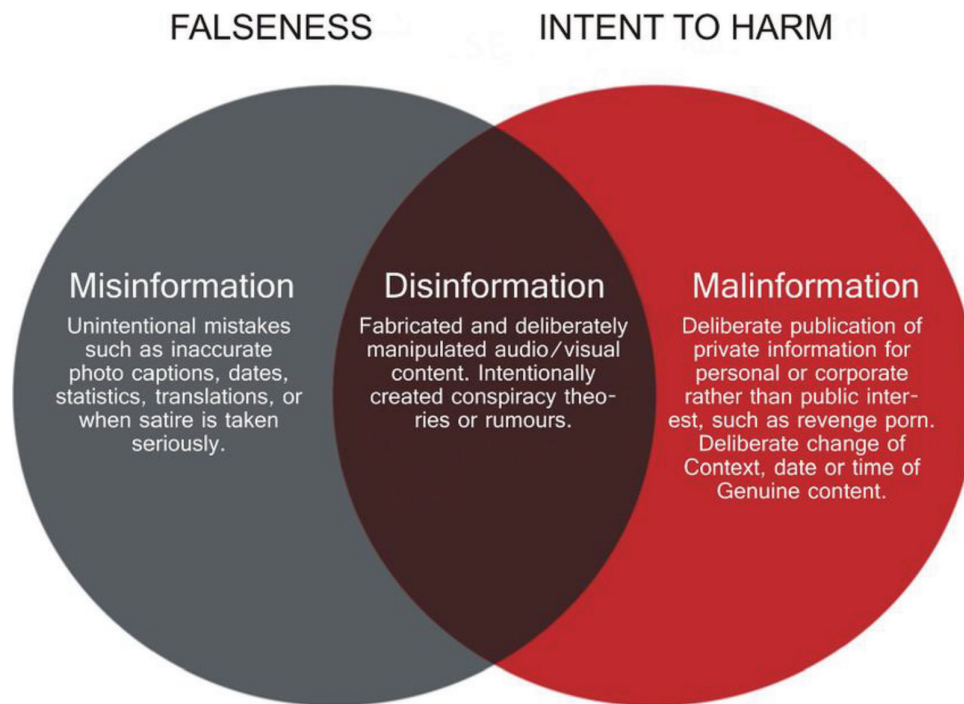 FALSENESS
INTENT TO HARM
Misinformation
Unintentional mistakes
such as inaccurate
photo captions, dates,
statistics, translations, or
when satire is taken
seriously.
Disinformation
Fabricated and deliberately
manipulated audio/visual
content. Intentionally
created conspiracy theo-
ries or rumours.
Malinformation
Deliberate publication of
private information for
personal or corporate
rather than public inter-
est, such as revenge porn.
Deliberate change of
Context, date or time of
Genuine content.